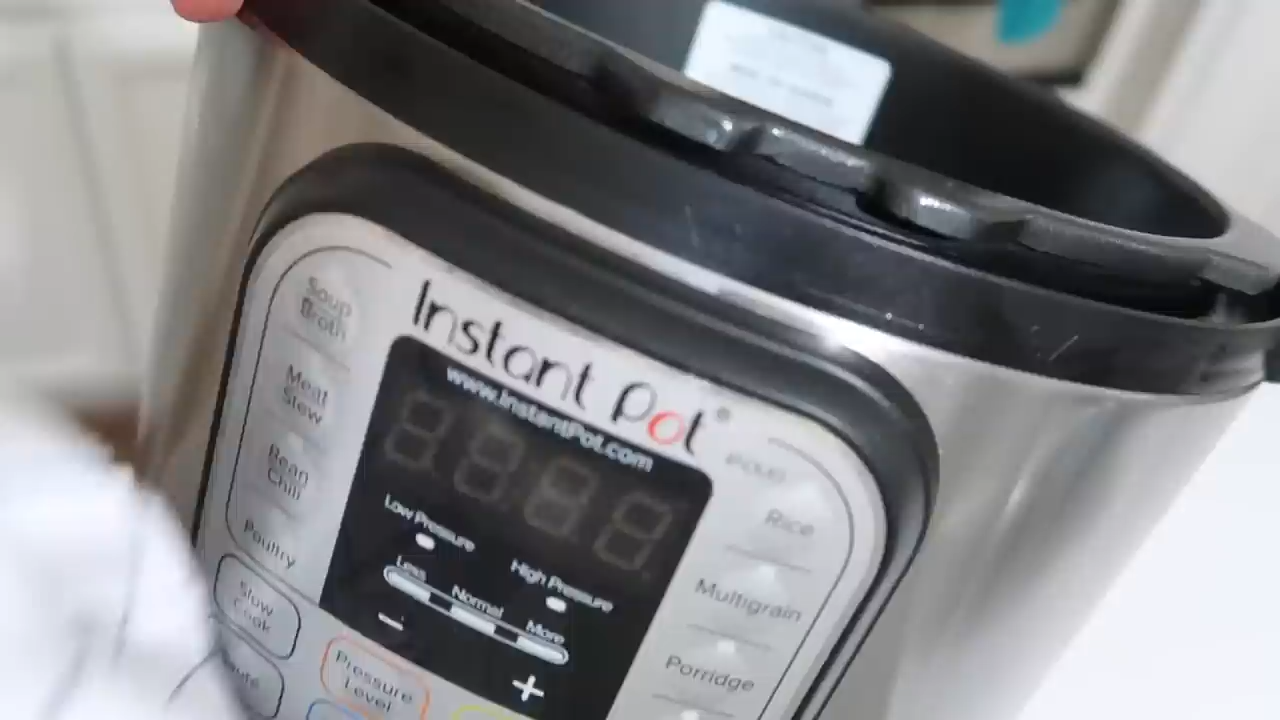 Instant Pot®
www.InstantPot.com
Soup
Broth
Meat
Stew
Bean
Chili
Poultry
Slow
Cook
Low Pressure
High Pressure
Less
Normal
More
-
+
Pressure
Level
Rice
Multigrain
Porridge